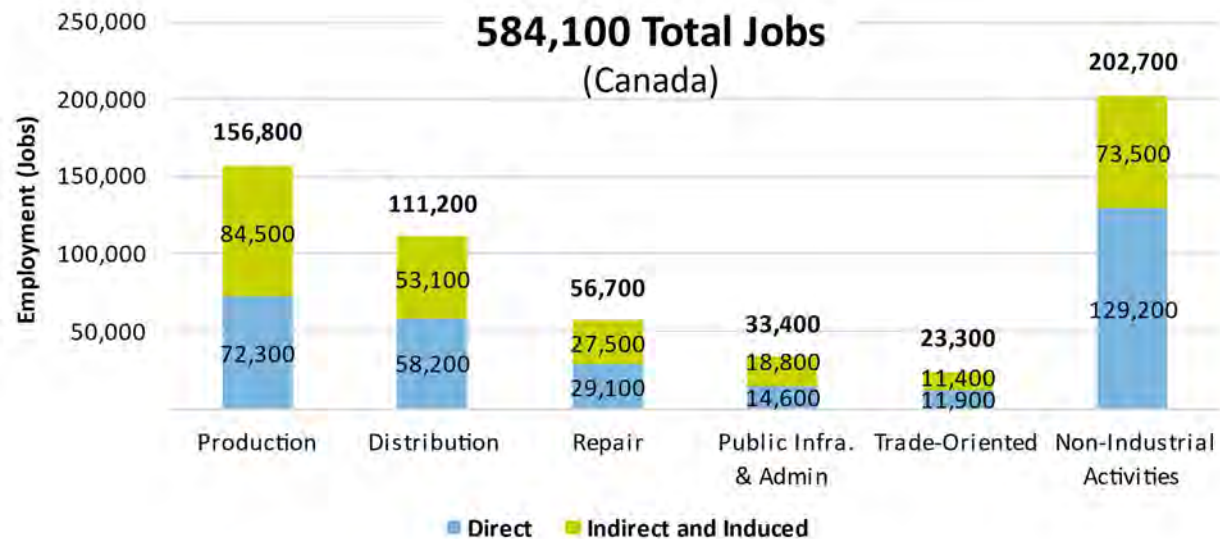 584,100 Total Jobs
(Canada)
Employment (Jobs)
250,000
200,000
150,000
100,000
50,000
156,800
84,500
72,300
111,200
53,100
58,200
56,700
27,500
29,100
33,400
18,800
14,600
23,300
11,400
11,900
202,700
73,500
129,200
Production
Distribution
Repair
Public Infra.
& Admin
Trade-Oriented
Non-Industrial
Activities
Direct
Indirect and Induced